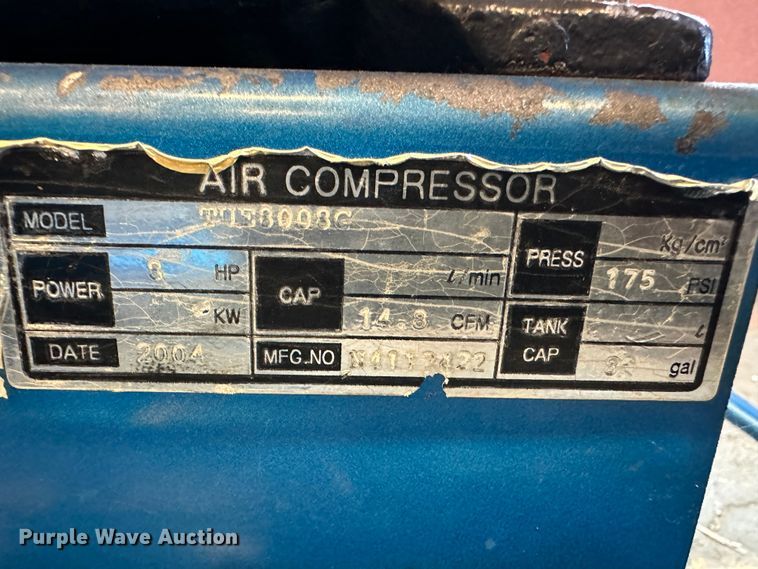 AIR COMPRESSOR
MODEL
Kg/cm²
PRESS
175 PSI
POWER HP
KW
CAP ℓ/min
14.8 CFM
TANK CAP ℓ
gal
DATE 2004
MFG.NO
Purple Wave Auction